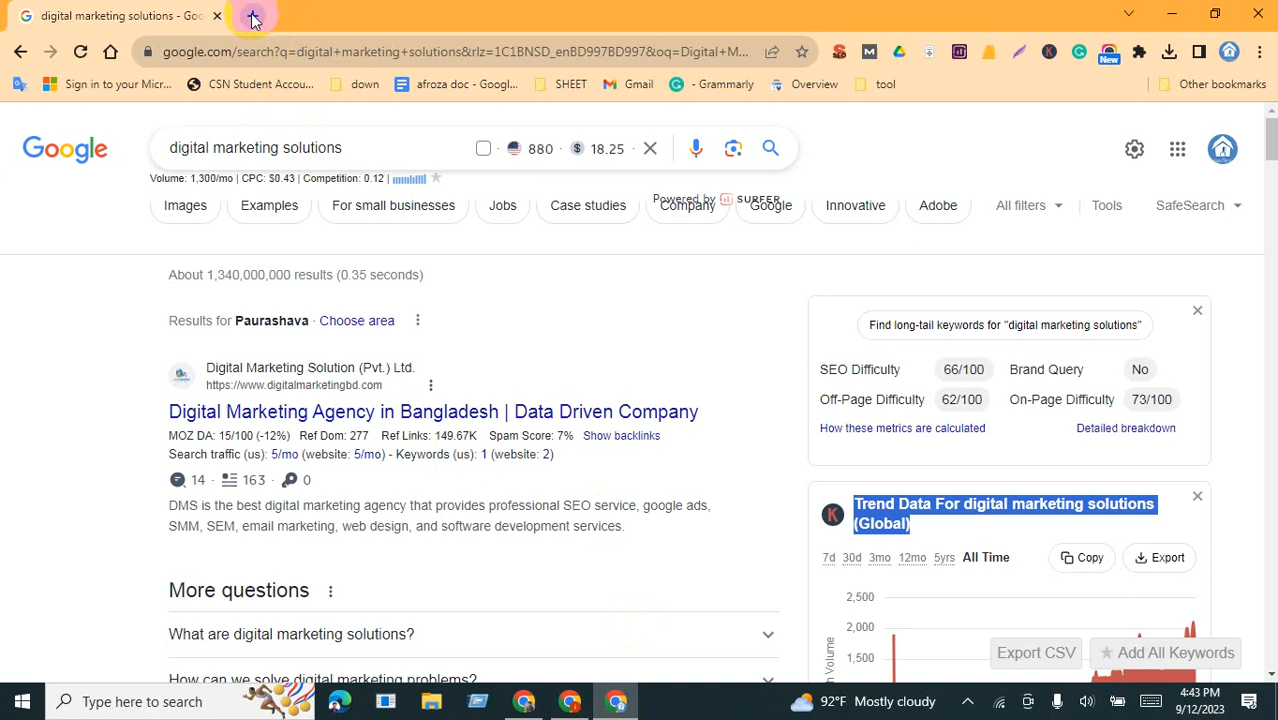 digital marketing solutions - Goo
google.com/search?q=digital+marketing+solutions&rlz=1C1BNSD_enBD997BD997&oq=Digital+M...
New
Sign in to your Micr...
CSN Student Accou...
down
afroza doc - Googl...
SHEET
Gmail
- Grammarly
Overview
tool
Other bookmarks
Google
digital marketing solutions
880 · $ 18.25 ·
Volume: 1,300/mo | CPC: $0.43 | Competition: 0.12
Powered by SURFER
Images
Examples
For small businesses
Jobs
Case studies
Company
Google
Innovative
Adobe
All filters
Tools
SafeSearch
About 1,340,000,000 results (0.35 seconds)
Results for Paurashava · Choose area
Digital Marketing Solution (Pvt.) Ltd.
https://www.digitalmarketingbd.com
Digital Marketing Agency in Bangladesh | Data Driven Company
MOZ DA: 15/100 (-12%) Ref Dom: 277 Ref Links: 149.67K Spam Score: 7% Show backlinks
Search traffic (us): 5/mo (website: 5/mo) - Keywords (us): 1 (website: 2)
14 163 0
DMS is the best digital marketing agency that provides professional SEO service, google ads,
SMM, SEM, email marketing, web design, and software development services.
More questions
What are digital marketing solutions?
How can we solve digital marketing problems?
Find long-tail keywords for "digital marketing solutions"
SEO Difficulty 66/100 Brand Query No
Off-Page Difficulty 62/100 On-Page Difficulty 73/100
How these metrics are calculated Detailed breakdown
K
Trend Data For digital marketing solutions
(Global)
7d 30d 3mo 12mo 5yrs All Time
Copy
Export
2,500
2,000
1,500
Search Volume
Export CSV
Add All Keywords
Type here to search
92°F Mostly cloudy
4:43 PM
9/12/2023